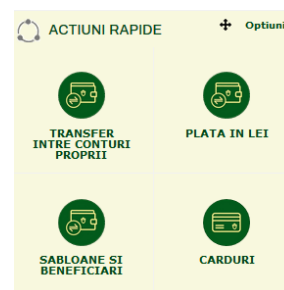 ACTIUNI RAPIDE
Optiuni
TRANSFER
INTRE CONTURI
PROPRII
PLATA IN LEI
SABLOANE SI
BENEFICIARI
CARDURI